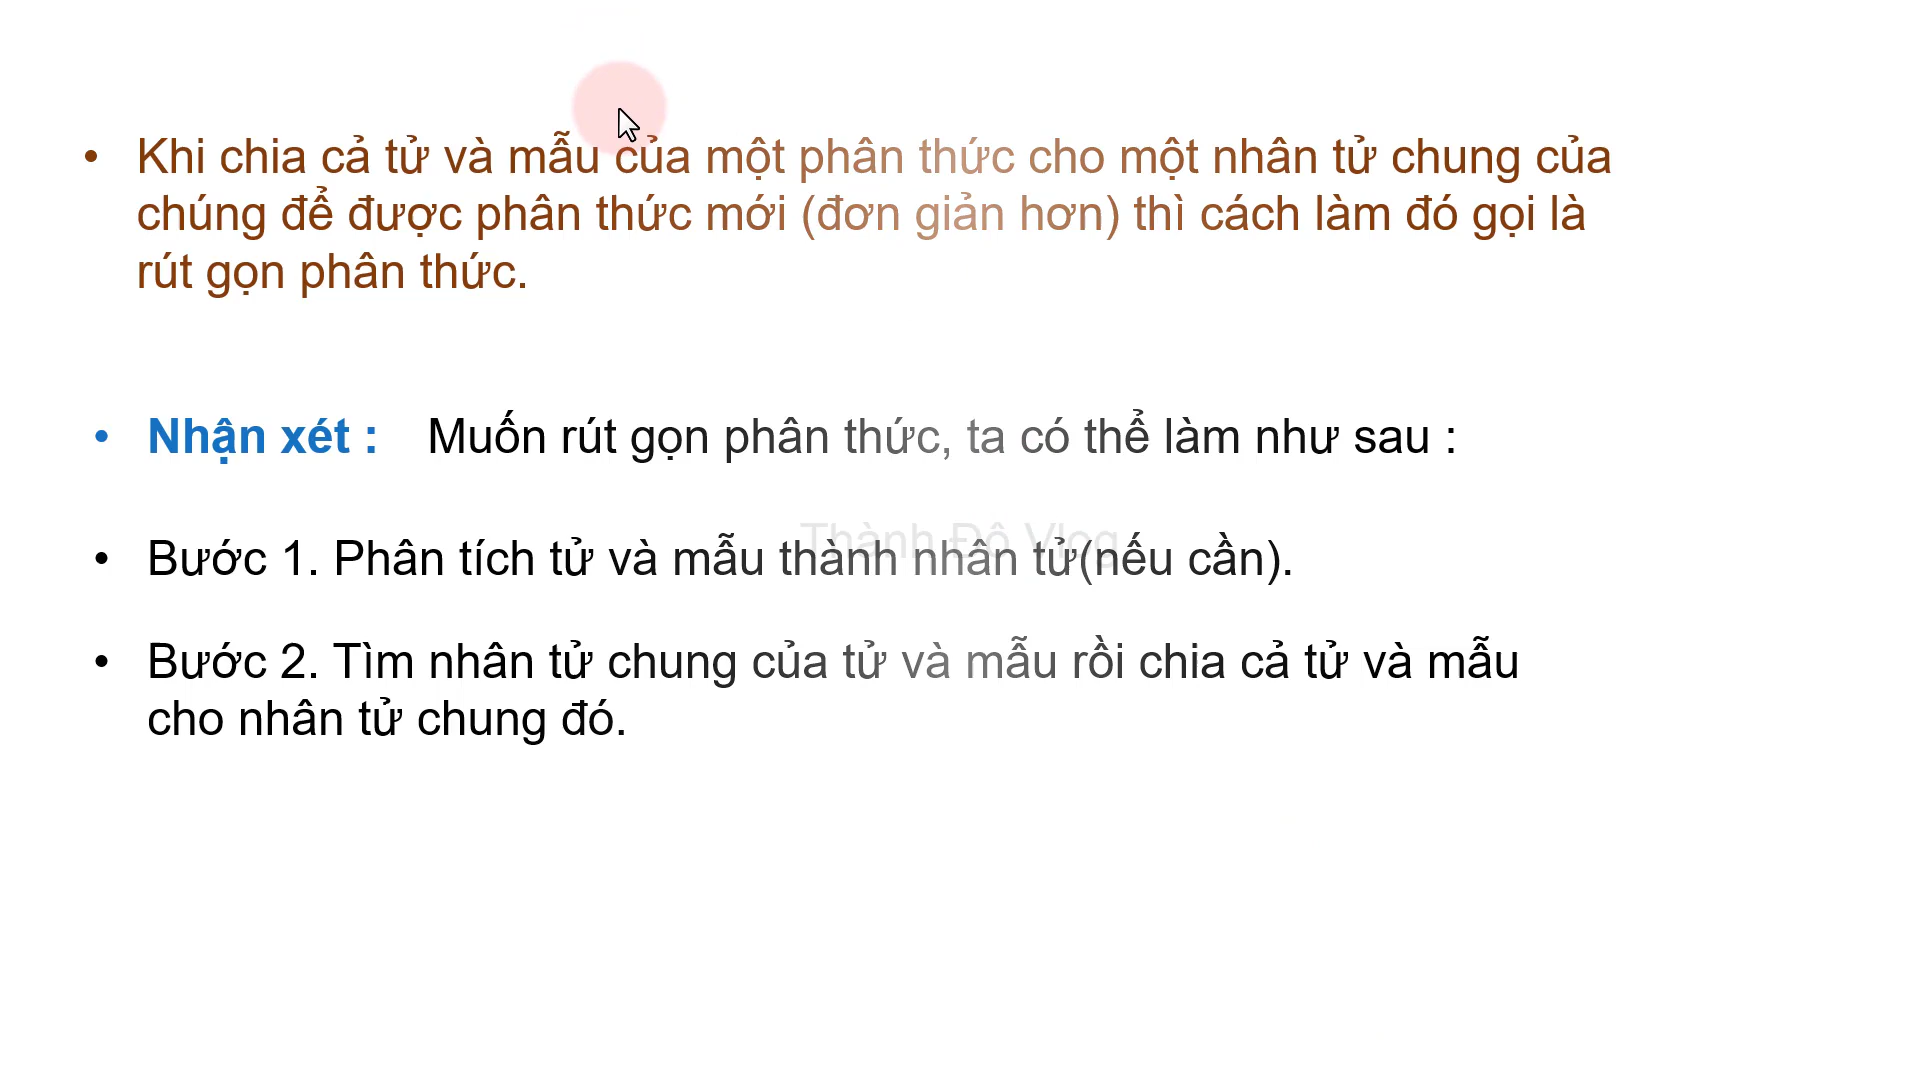 • Khi chia cả tử và mẫu của một phân thức cho một nhân tử chung của
chúng để được phân thức mới (đơn giản hơn) thì cách làm đó gọi là
rút gọn phân thức.
• Nhận xét : Muốn rút gọn phân thức, ta có thể làm như sau :
Thành Đô Vlog
• Bước 1. Phân tích tử và mẫu thành nhân tử(nếu cần).
• Bước 2. Tìm nhân tử chung của tử và mẫu rồi chia cả tử và mẫu
cho nhân tử chung đó.